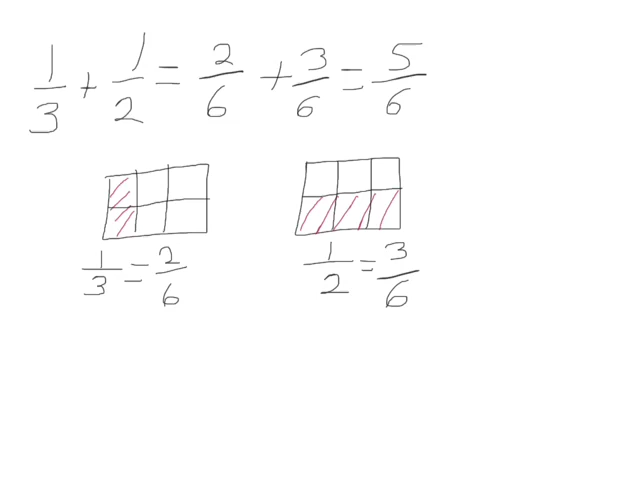 1/3 + 1/2 = 2/6 + 3/6 = 5/6
1/3 = 2/6
1/2 = 3/6